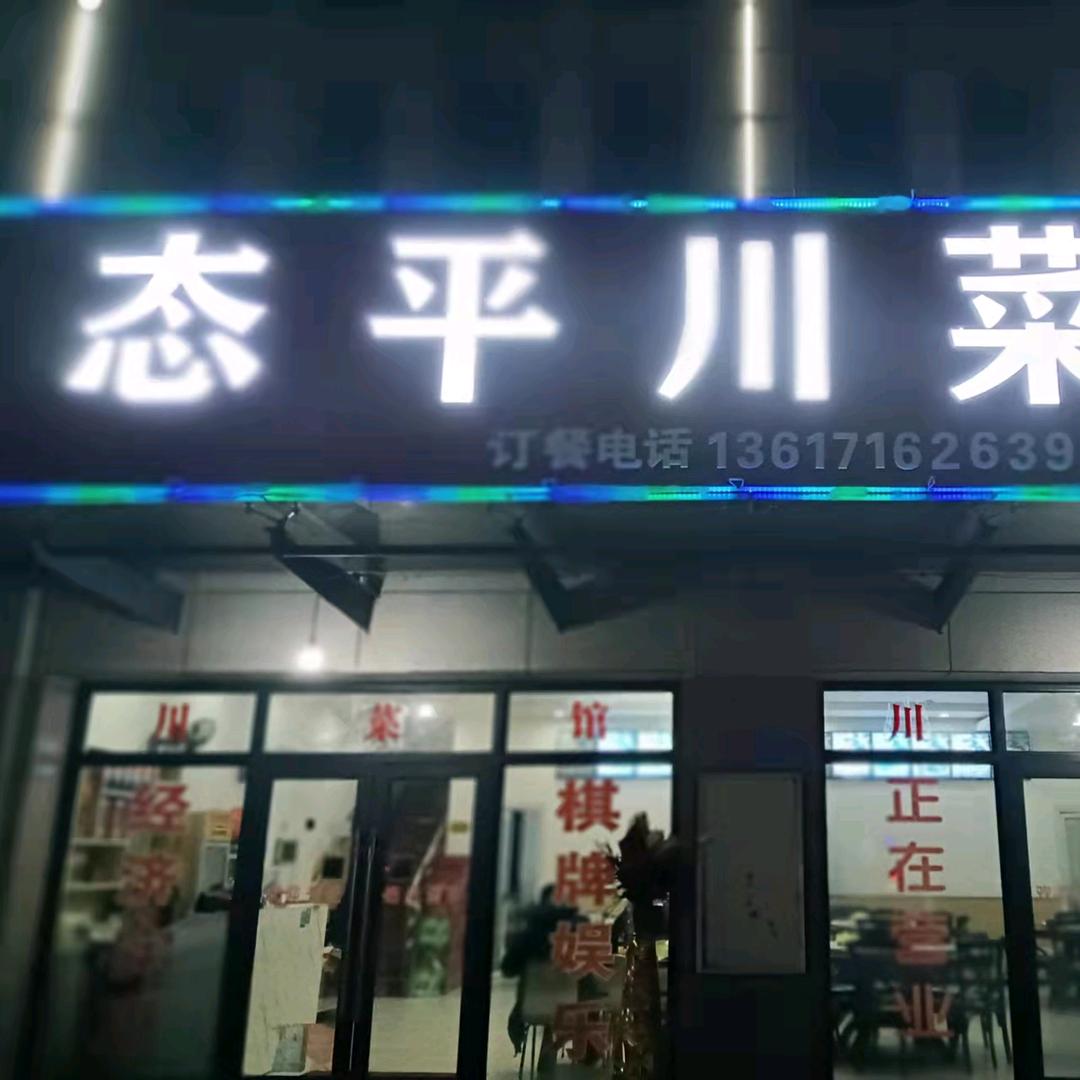 态平川菜
订餐电话 13617162639
川菜馆
川
经济
棋牌娱乐
正在营业